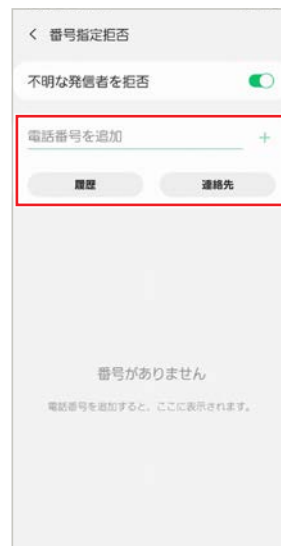 く 番号指定拒否
不明な発信者を拒否
電話番号を追加 +
履歴 連絡先
番号がありません
電話番号を追加すると、ここに表示されます。